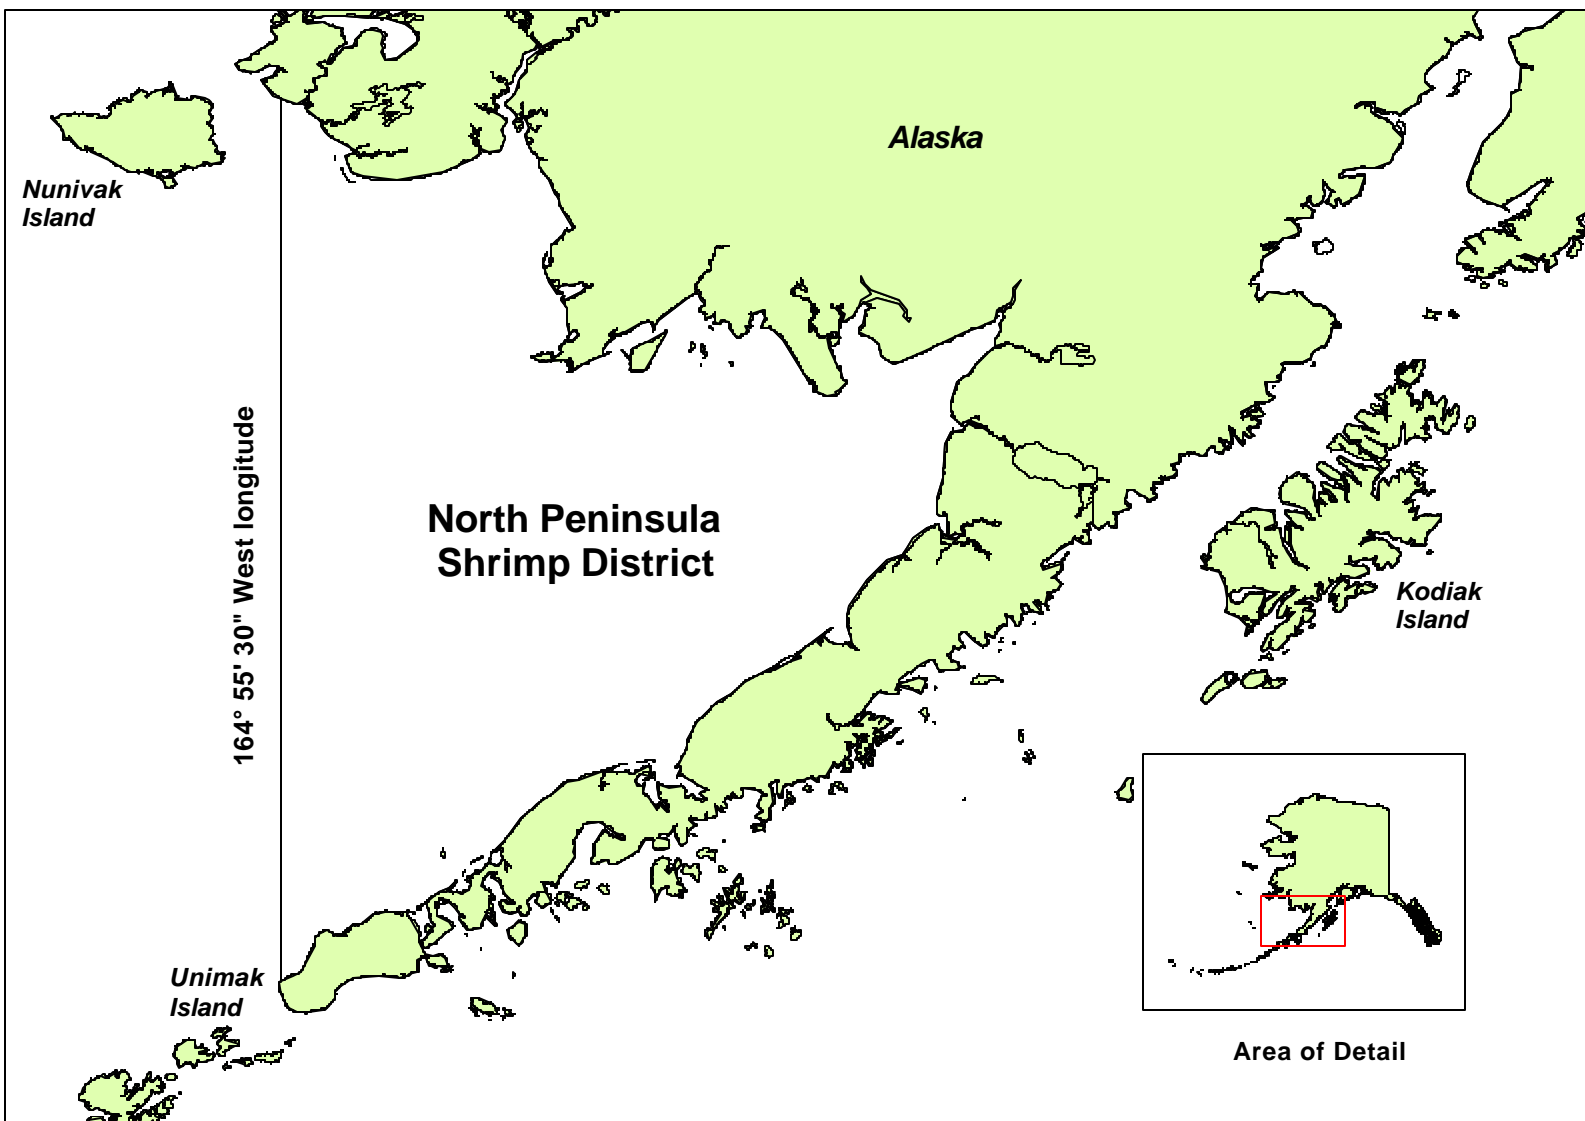 Alaska
Nunivak
Island
164° 55' 30" West longitude
North Peninsula
Shrimp District
Kodiak
Island
Unimak
Island
Area of Detail